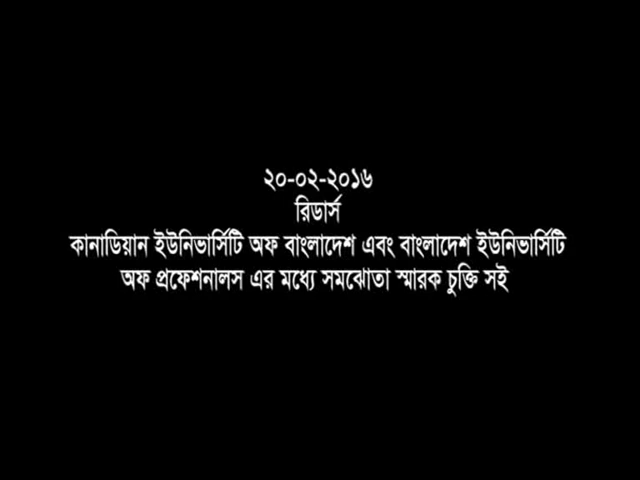 ২০-০২-২০১৬
রিডার্স
কানাডিয়ান ইউনিভার্সিটি অফ বাংলাদেশ এবং বাংলাদেশ ইউনিভার্সিটি
অফ প্রফেশনালস এর মধ্যে সমঝোতা স্মারক চুক্তি সই